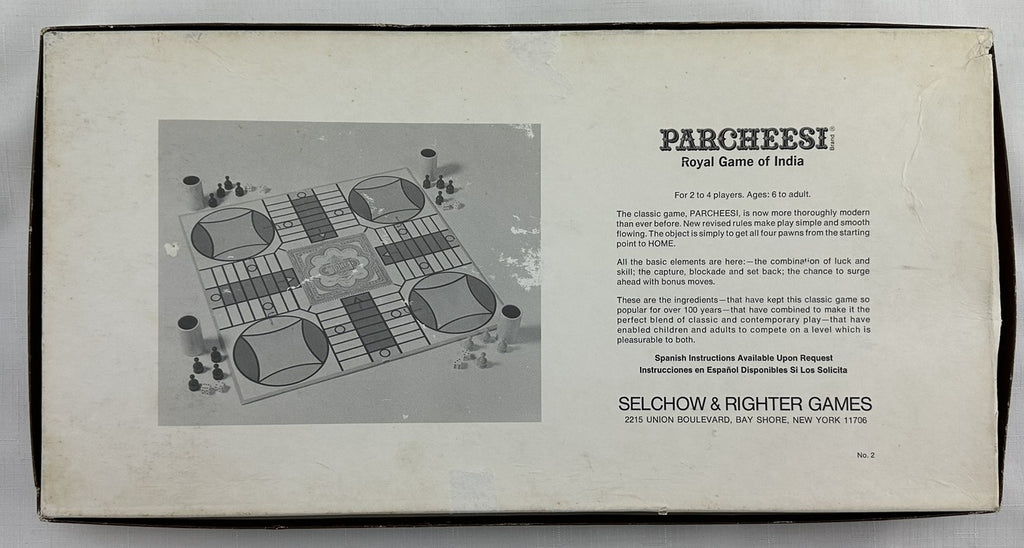 PARCHEESI Brand ®
Royal Game of India
For 2 to 4 players. Ages: 6 to adult.
The classic game, PARCHEESI, is now more thoroughly modern
than ever before. New revised rules make play simple and smooth
flowing. The object is simply to get all four pawns from the starting
point to HOME.
All the basic elements are here:—the combination of luck and
skill; the capture, blockade and set back; the chance to surge
ahead with bonus moves.
These are the ingredients—that have kept this classic game so
popular for over 100 years—that have combined to make it the
perfect blend of classic and contemporary play—that have
enabled children and adults to compete on a level which is
pleasurable to both.
Spanish Instructions Available Upon Request
Instrucciones en Español Disponibles Si Los Solicita
SELCHOW & RIGHTER GAMES
2215 UNION BOULEVARD, BAY SHORE, NEW YORK 11706
No. 2